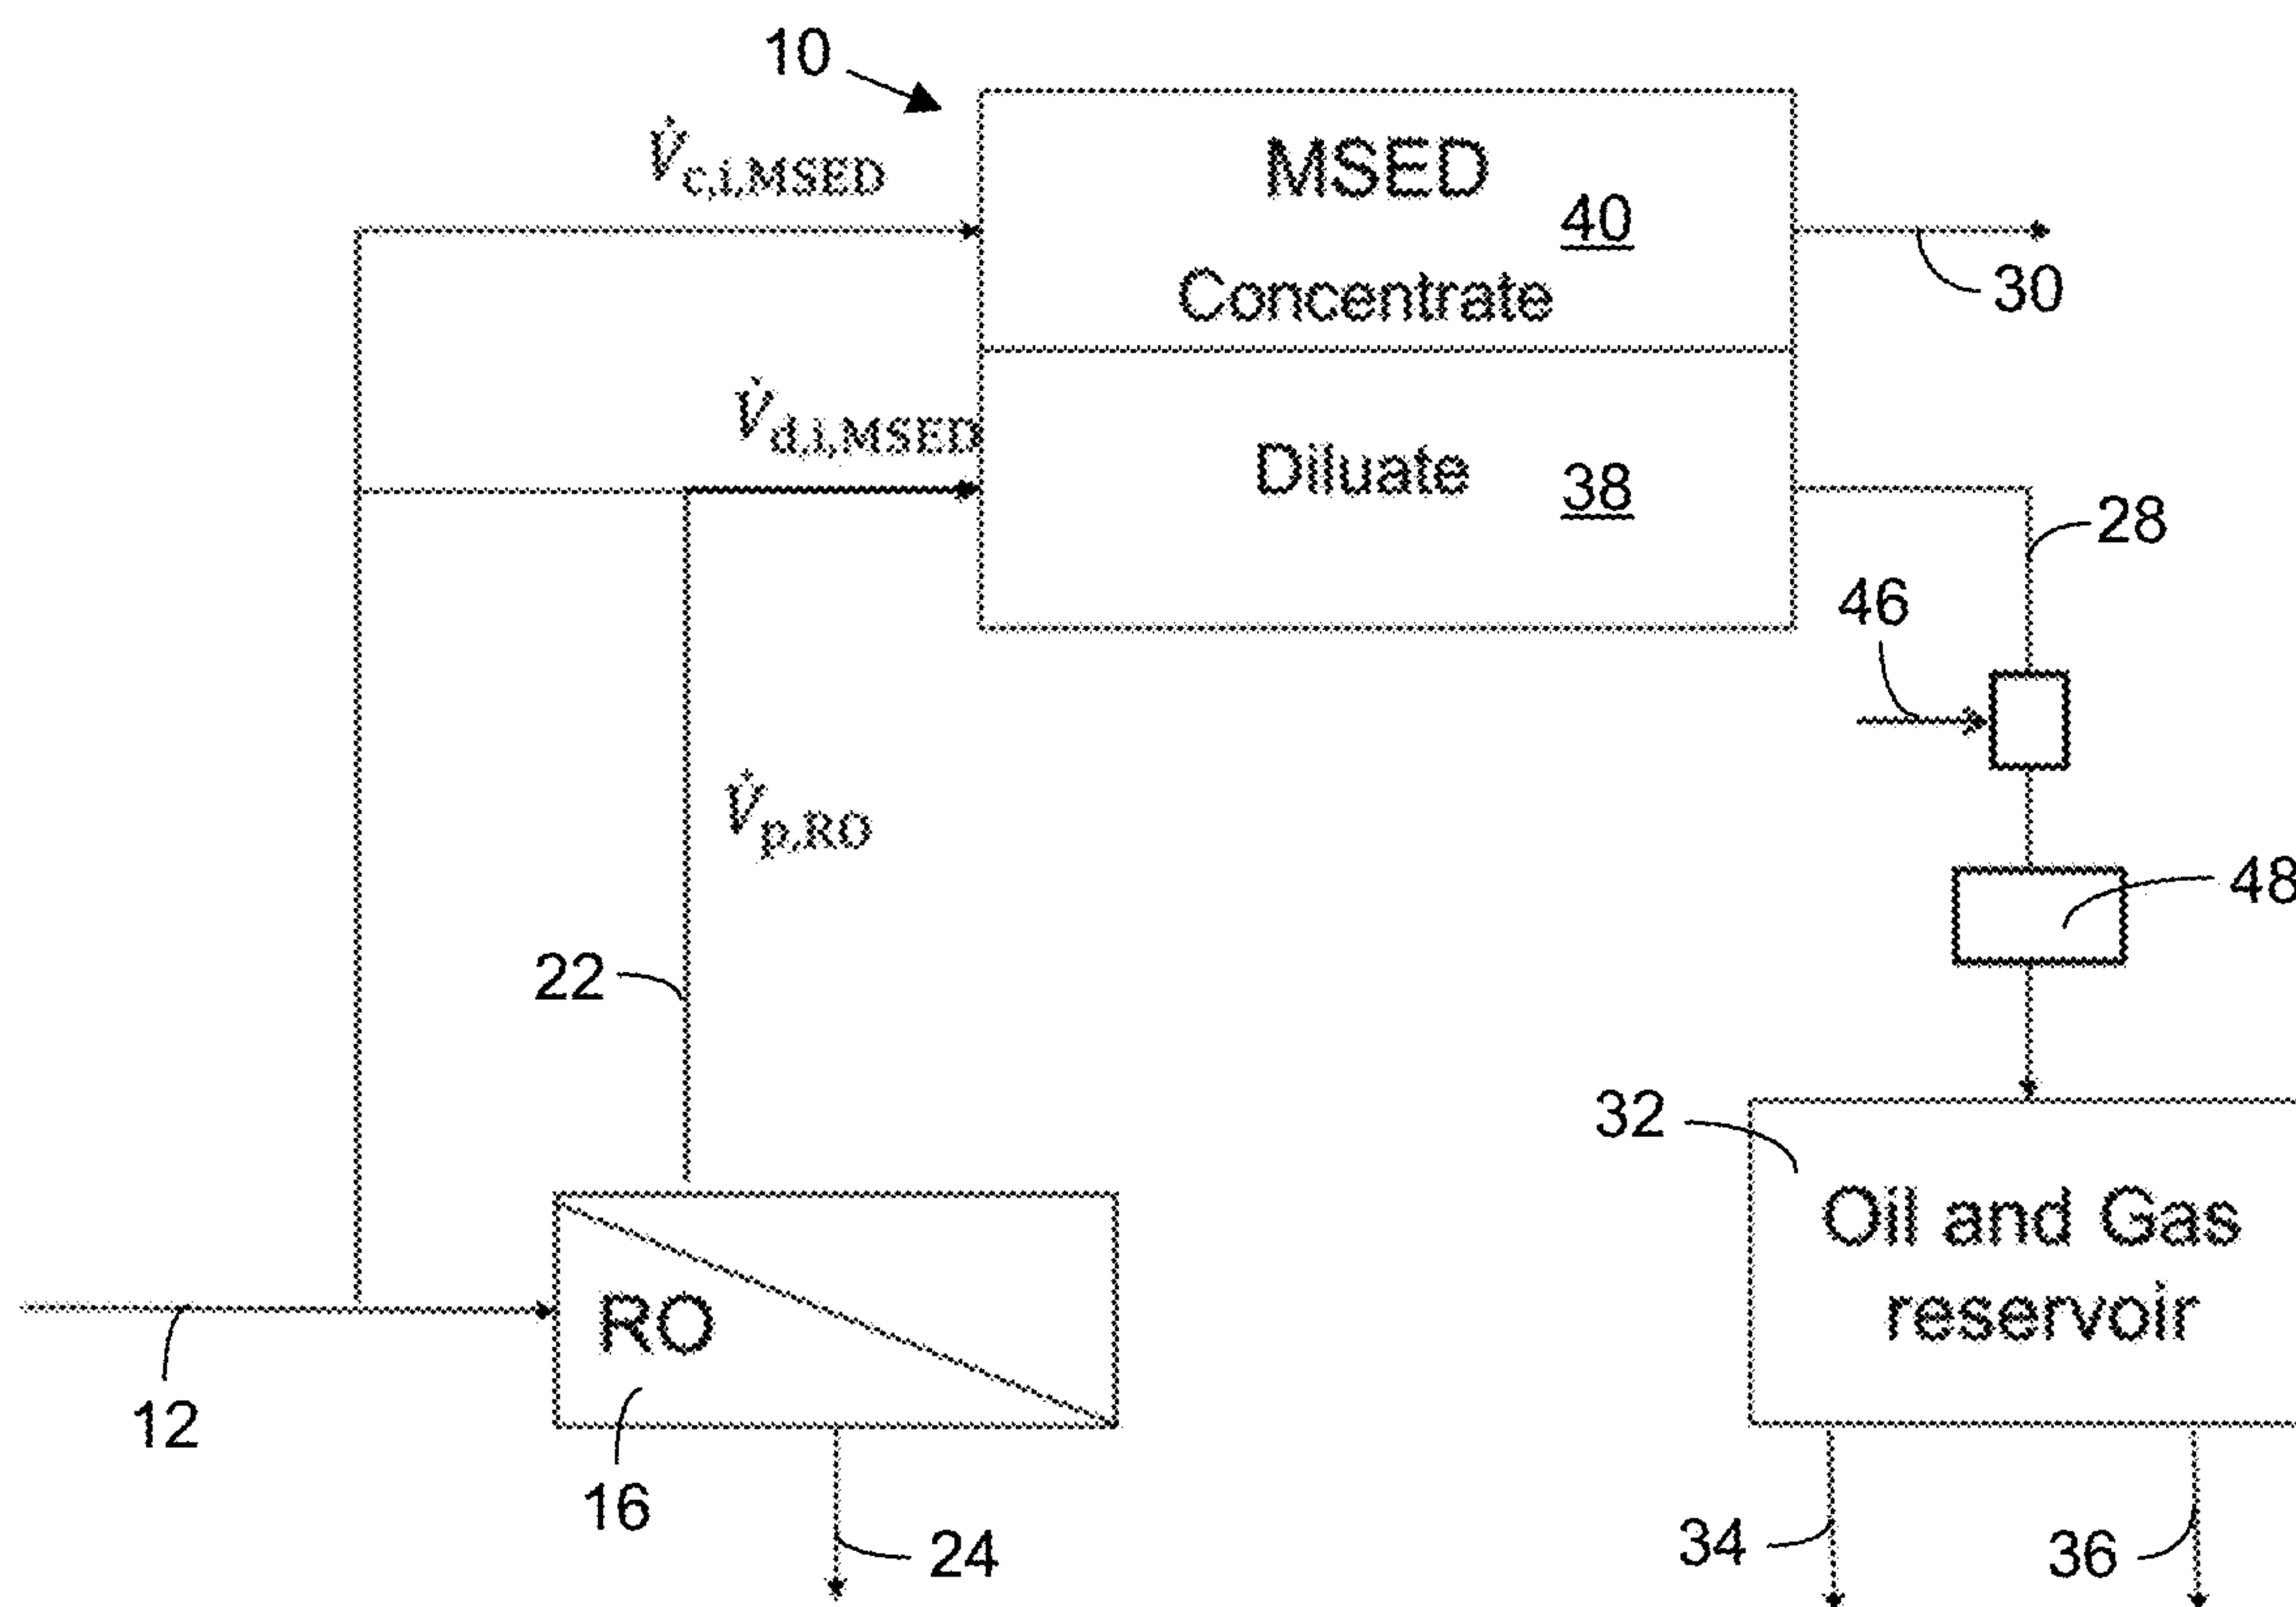 10
V̇c,i,MSED
MSED
40
Concentrate
30
V̇d,i,MSED
Diluate
38
28
46
V̇p,RO
48
22
32
Oil and Gas
reservoir
RO
12
16
24
34
36